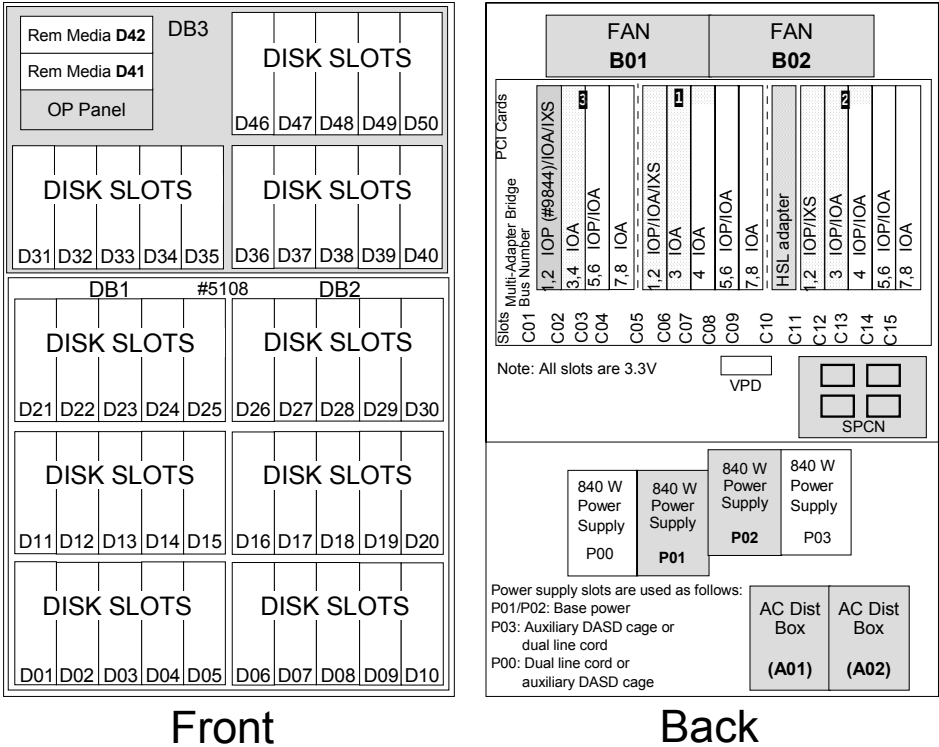 Rem Media D42
DB3
Rem Media D41
OP Panel
DISK SLOTS
D46 D47 D48 D49 D50
DISK SLOTS
D31 D32 D33 D34 D35
DISK SLOTS
D36 D37 D38 D39 D40
DB1 #5108 DB2
DISK SLOTS
D21 D22 D23 D24 D25
DISK SLOTS
D26 D27 D28 D29 D30
DISK SLOTS
D11 D12 D13 D14 D15
DISK SLOTS
D16 D17 D18 D19 D20
DISK SLOTS
D01 D02 D03 D04 D05
DISK SLOTS
D06 D07 D08 D09 D10
Front
FAN
B01
FAN
B02
PCI Cards
Multi-Adapter Bridge
Bus Number
Slots
1,2 IOP (#9844)/IOA/IXS
3
3,4 IOA
5,6 IOP/IOA
7,8 IOA
1,2 IOP/IOA/IXS
1
3 IOA
4 IOA
5,6 IOP/IOA
7,8 IOA
HSL adapter
1,2 IOP/IXS
2
3 IOP/IOA
4 IOP/IOA
5,6 IOP/IOA
7,8 IOA
C01 C02 C03 C04 C05 C06 C07 C08 C09 C10 C11 C12 C13 C14 C15
Note: All slots are 3.3V
VPD
SPCN
840 W
Power
Supply
P00
840 W
Power
Supply
P01
840 W
Power
Supply
P02
840 W
Power
Supply
P03
Power supply slots are used as follows:
P01/P02: Base power
P03: Auxiliary DASD cage or
dual line cord
P00: Dual line cord or
auxiliary DASD cage
AC Dist
Box
(A01)
AC Dist
Box
(A02)
Back